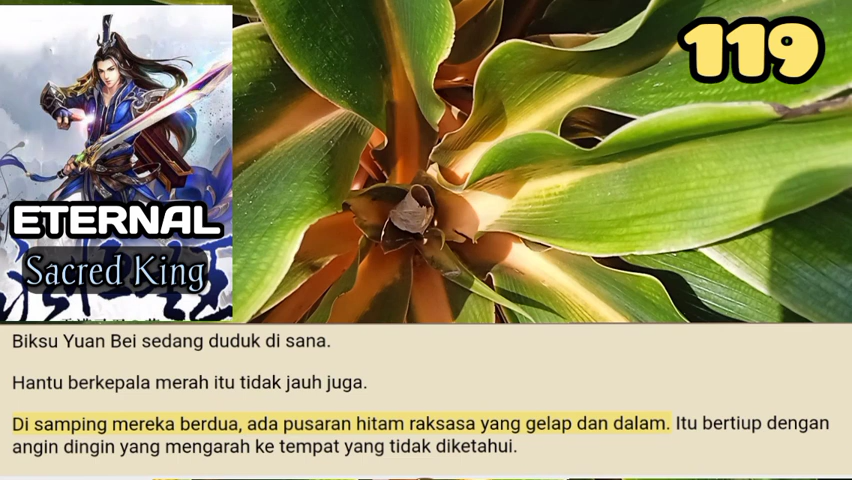 119
ETERNAL
Sacred King
Biksu Yuan Bei sedang duduk di sana.
Hantu berkepala merah itu tidak jauh juga.
Di samping mereka berdua, ada pusaran hitam raksasa yang gelap dan dalam. Itu bertiup dengan
angin dingin yang mengarah ke tempat yang tidak diketahui.